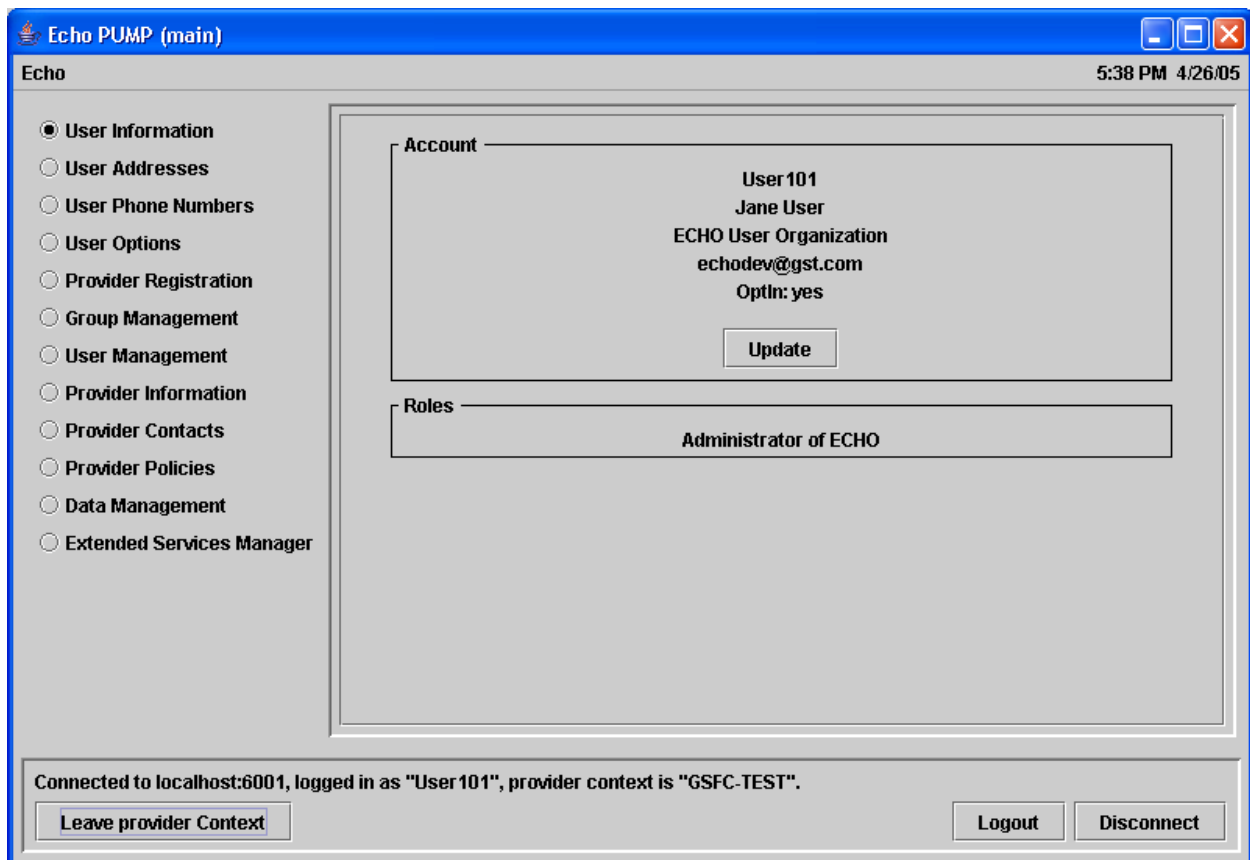 Echo PUMP (main)
Echo
5:38 PM 4/26/05
User Information
User Addresses
User Phone Numbers
User Options
Provider Registration
Group Management
User Management
Provider Information
Provider Contacts
Provider Policies
Data Management
Extended Services Manager
Account
User101
Jane User
ECHO User Organization
echodev@gst.com
OptIn: yes
Update
Roles
Administrator of ECHO
Connected to localhost:6001, logged in as "User101", provider context is "GSFC-TEST".
Leave provider Context
Logout
Disconnect